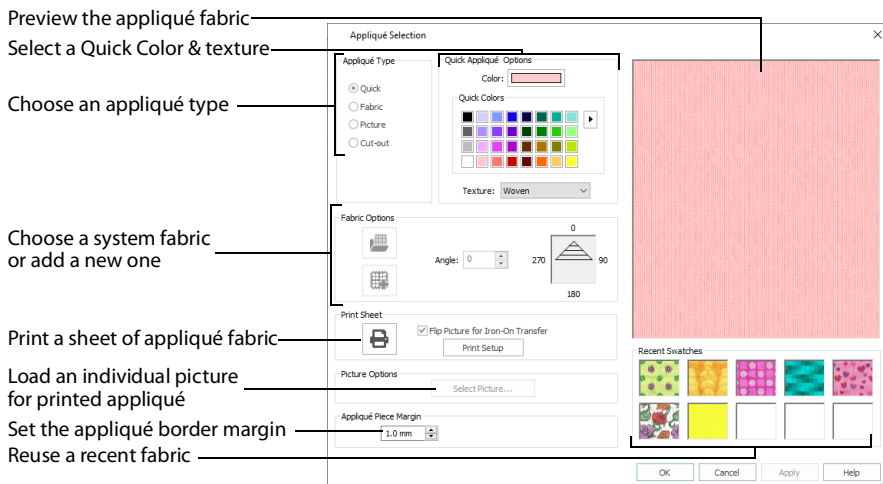 Preview the appliqué fabric
Select a Quick Color & texture
Choose an appliqué type
Choose a system fabric
or add a new one
Print a sheet of appliqué fabric
Load an individual picture
for printed appliqué
Set the appliqué border margin
Reuse a recent fabric
Appliqué Selection
Appliqué Type
Quick
Fabric
Picture
Cut-out
Quick Appliqué Options
Color:
Quick Colors
Texture: Woven
Fabric Options
Angle: 0
0
270
90
180
Print Sheet
Flip Picture for Iron-On Transfer
Print Setup
Picture Options
Select Picture...
Appliqué Piece Margin
1.0 mm
Recent Swatches
OK
Cancel
Apply
Help